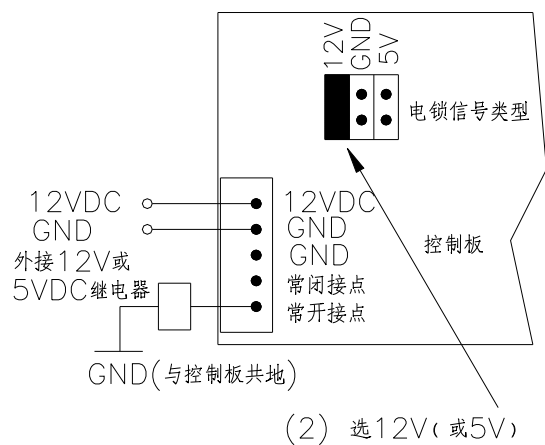 12V
GND
5V
电锁信号类型
12VDC
GND
外接12V或
5VDC继电器
12VDC
GND
GND
常闭接点
常开接点
控制板
GND(与控制板共地)
(2) 选12V(或5V)